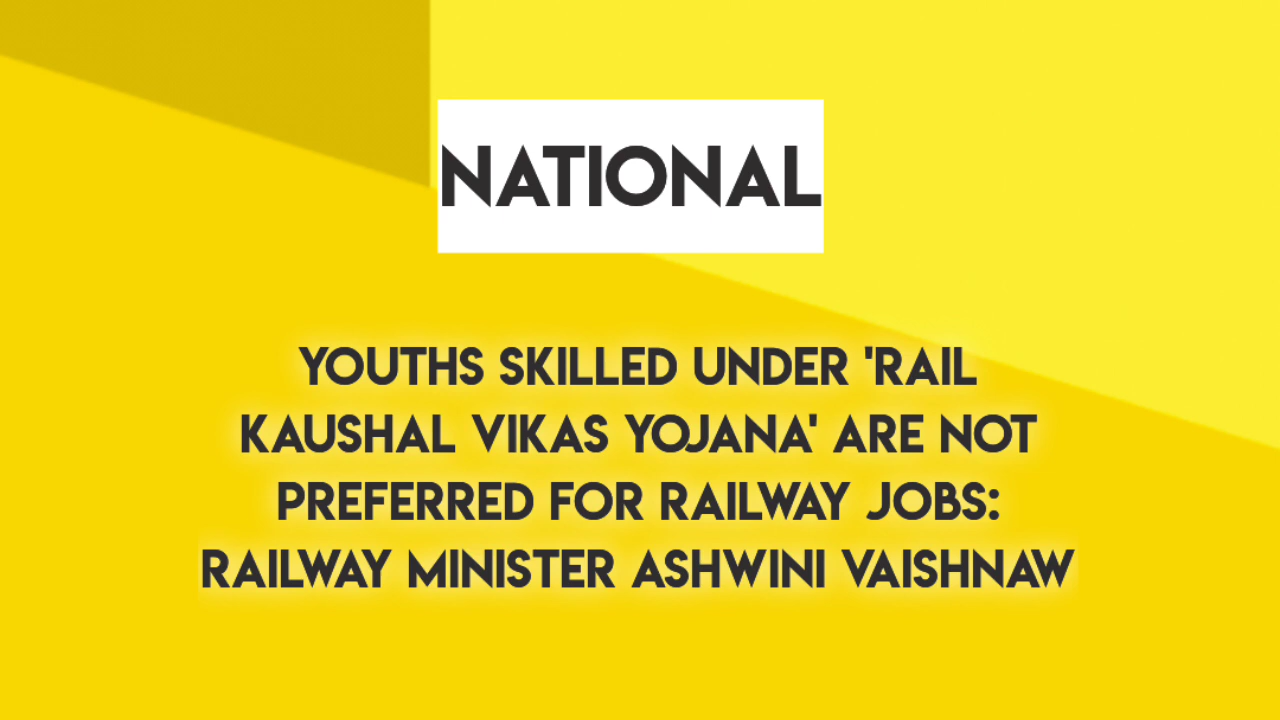 NATIONAL
YOUTHS SKILLED UNDER 'RAIL
KAUSHAL VIKAS YOJANA' ARE NOT
PREFERRED FOR RAILWAY JOBS:
RAILWAY MINISTER ASHWINI VAISHNAW